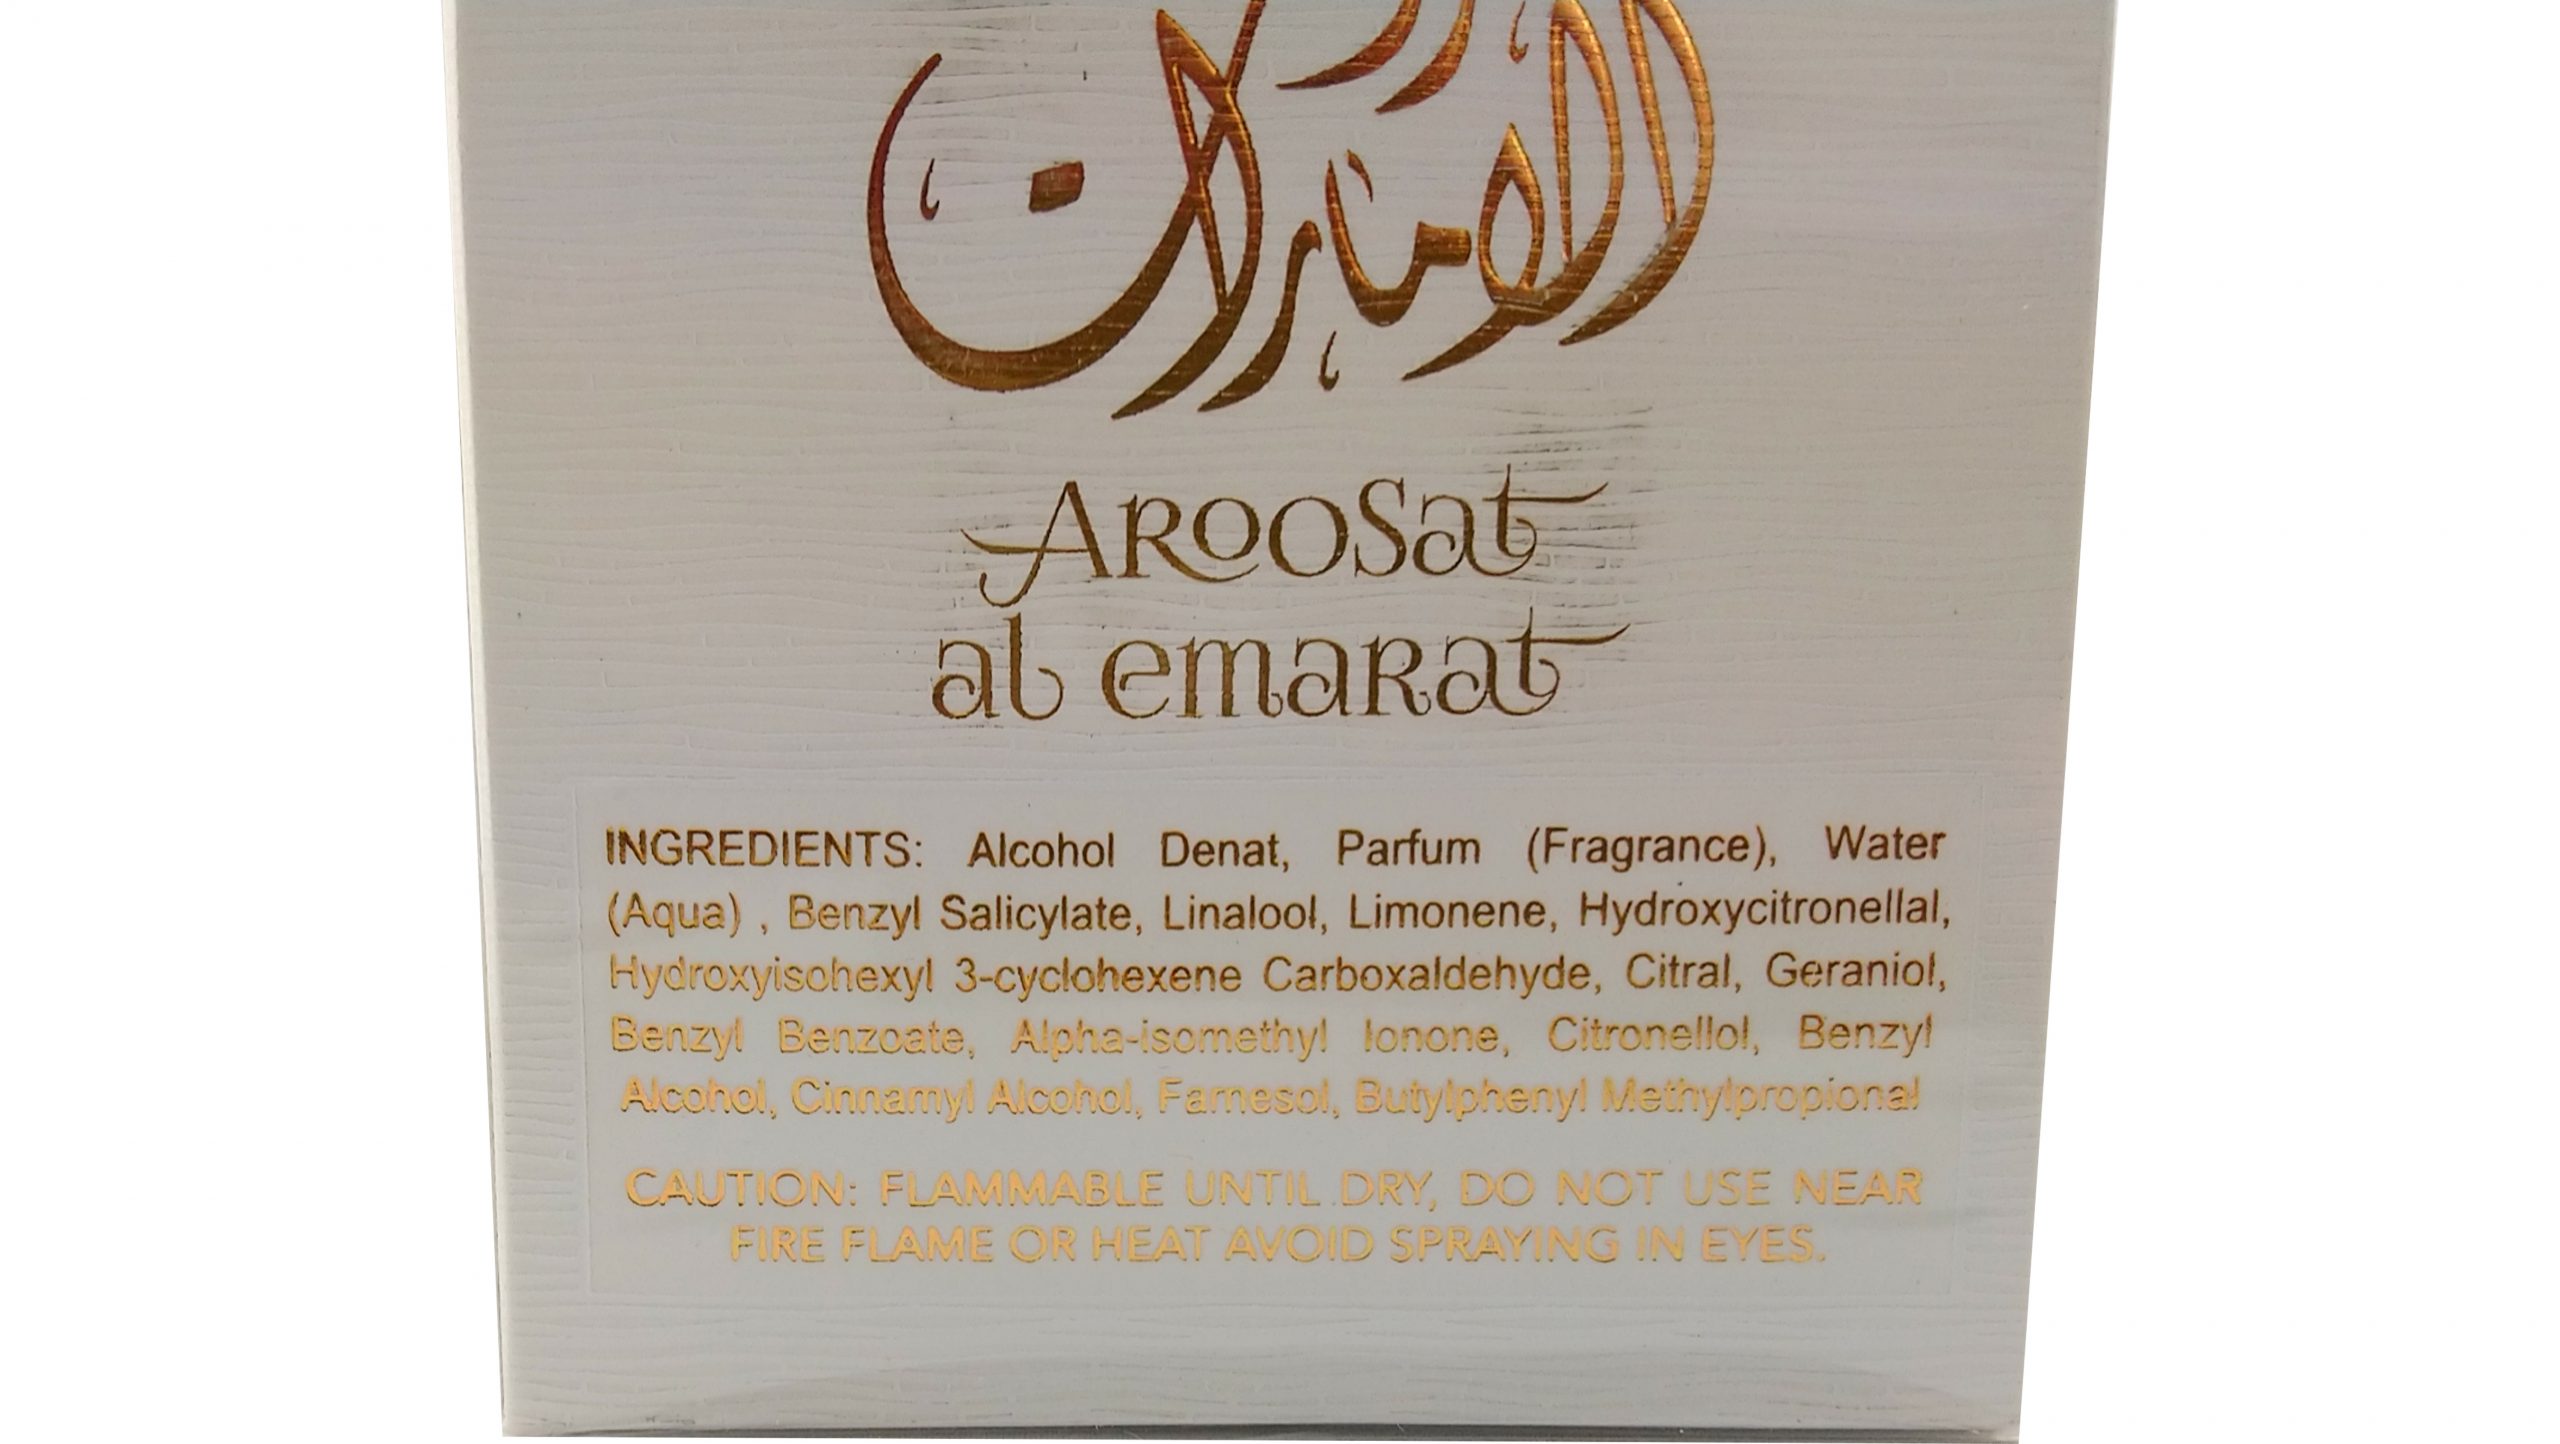 الامارات
AROOSat
al emaRat
INGREDIENTS: Alcohol Denat, Parfum (Fragrance), Water
(Aqua) , Benzyl Salicylate, Linalool, Limonene, Hydroxycitronellal,
Hydroxyisohexyl 3-cyclohexene Carboxaldehyde, Citral, Geraniol,
Benzyl Benzoate, Alpha-isomethyl Ionone, Citronellol, Benzyl
Alcohol, Cinnamyl Alcohol, Farnesol, Butylphenyl Methylpropional
CAUTION: FLAMMABLE UNTIL DRY, DO NOT USE NEAR
FIRE FLAME OR HEAT AVOID SPRAYING IN EYES.